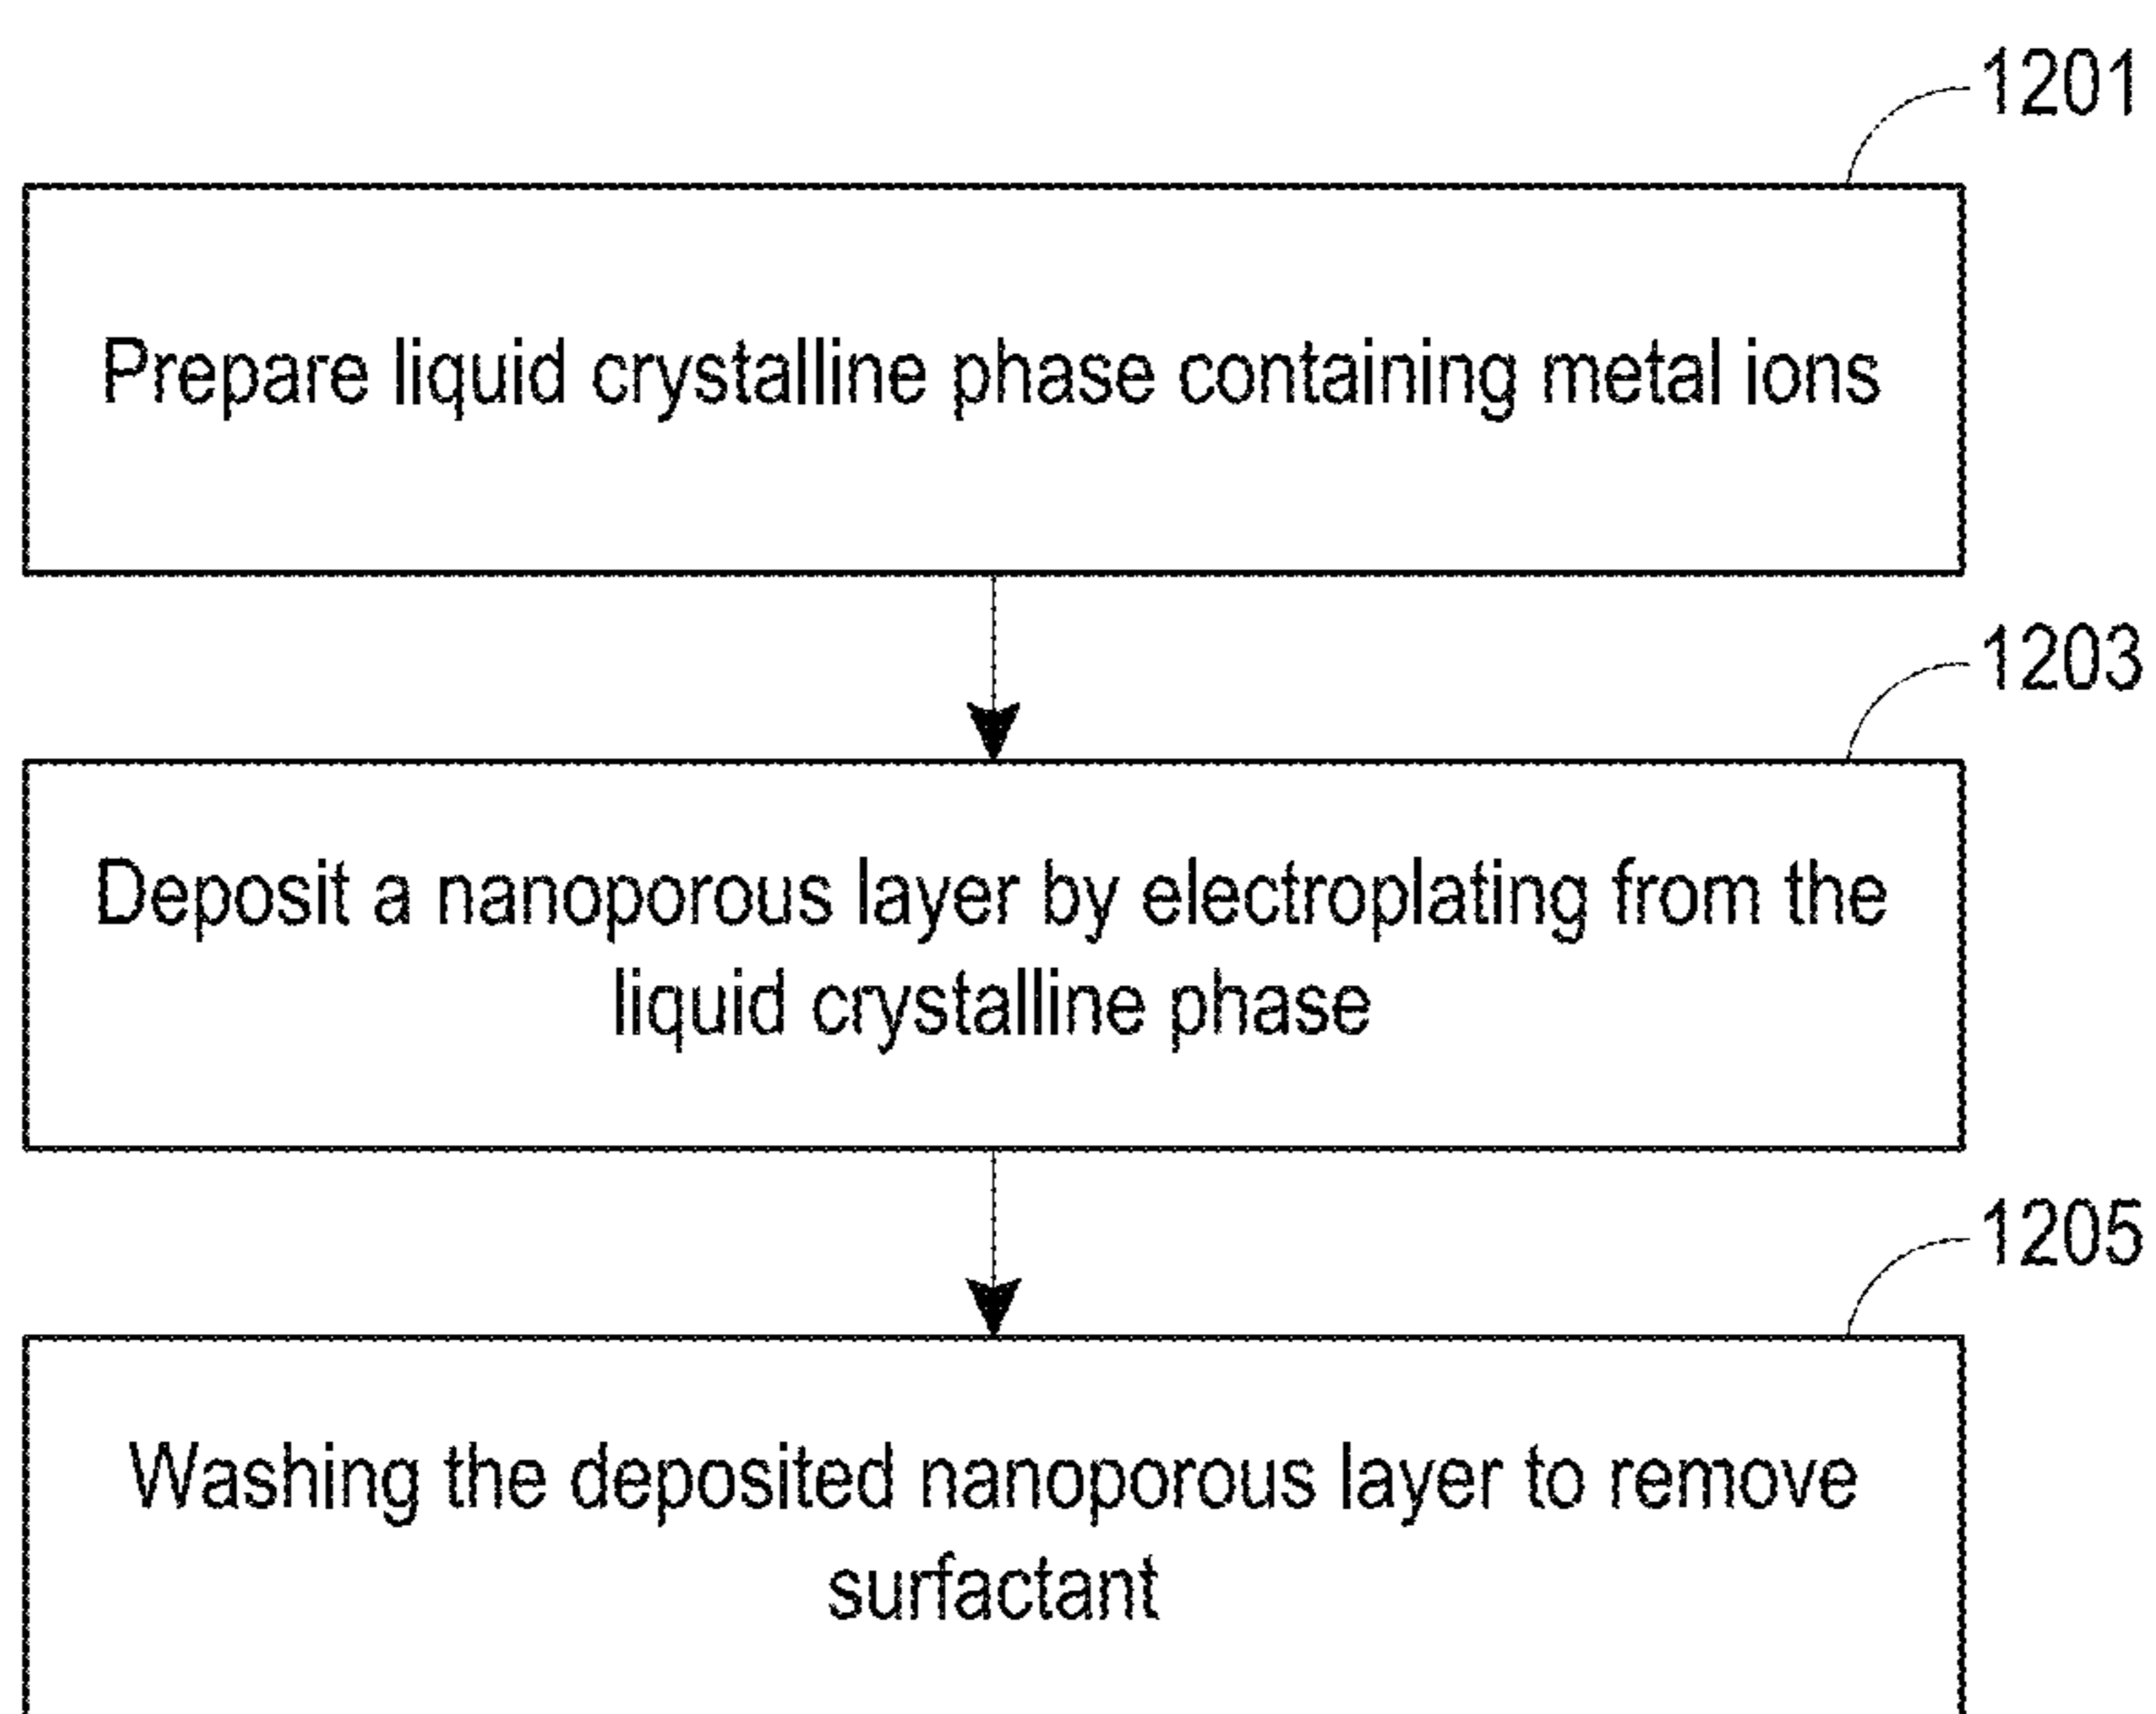 1201
Prepare liquid crystalline phase containing metal ions
1203
Deposit a nanoporous layer by electroplating from the
liquid crystalline phase
1205
Washing the deposited nanoporous layer to remove
surfactant